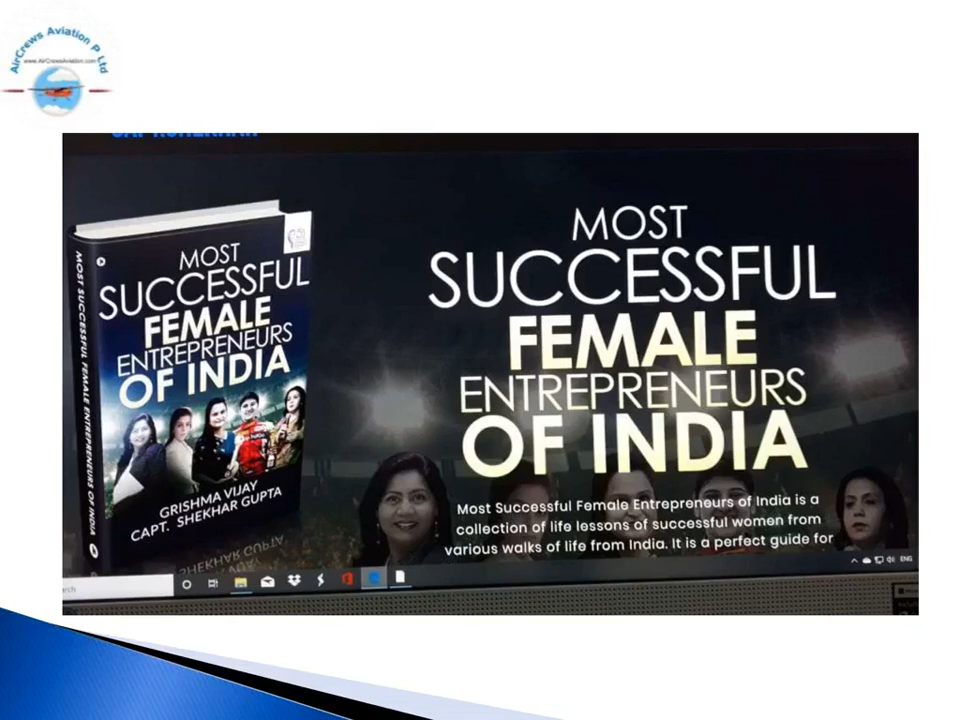 AirCrews Aviation P Ltd
www.AirCrewsAviation.com
MOST
SUCCESSFUL
FEMALE
ENTREPRENEURS
OF INDIA
GRISHMA VIJAY
CAPT. SHEKHAR GUPTA
MOST SUCCESSFUL FEMALE ENTREPRENEURS OF INDIA
MOST
SUCCESSFUL
FEMALE
ENTREPRENEURS
OF INDIA
Most Successful Female Entrepreneurs of India is a
collection of life lessons of successful women from
various walks of life from India. It is a perfect guide for
ENG